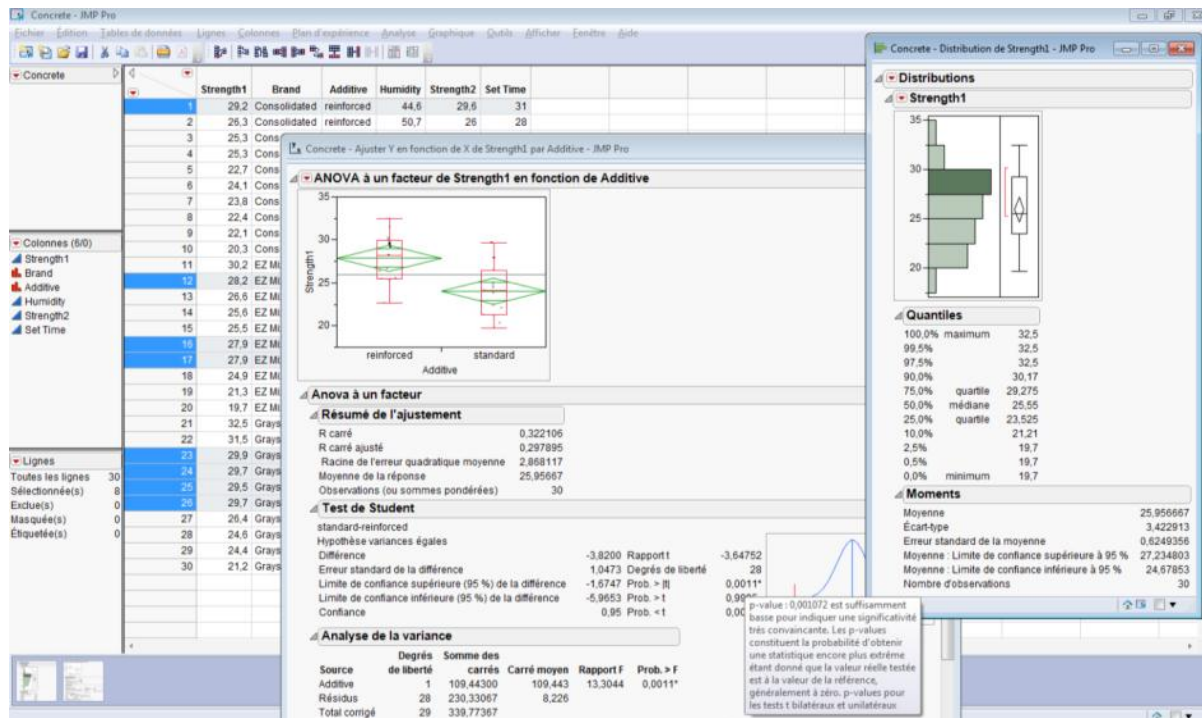 Concrete - JMP Pro
Fichier Édition Tables de données Lignes Colonnes Plan d'expérience Analyse Graphique Outils Afficher Fenêtre Aide
Concrete
Strength1 Brand Additive Humidity Strength2 Set Time
1 29,2 Consolidated reinforced 44,6 29,6 31
2 26,3 Consolidated reinforced 50,7 26 28
3 25,3 Cons
4 25,3 Cons
5 22,7 Cons
6 24,1 Cons
7 23,8 Cons
8 22,4 Cons
9 22,1 Cons
10 20,3 Cons
11 30,2 EZ Mi
12 28,2 EZ Mi
13 26,6 EZ Mi
14 25,6 EZ Mi
15 25,5 EZ Mi
16 27,9 EZ Mi
17 27,9 EZ Mi
18 24,9 EZ Mi
19 21,3 EZ Mi
20 19,7 EZ Mi
21 32,5 Grays
22 31,5 Grays
23 29,9 Grays
24 29,7 Grays
25 29,5 Grays
26 29,7 Grays
27 26,4 Grays
28 24,6 Grays
29 24,4 Grays
30 21,2 Grays
Colonnes (6/0)
Strength1
Brand
Additive
Humidity
Strength2
Set Time
Lignes
Toutes les lignes 30
Sélectionnée(s) 8
Exclue(s) 0
Masquée(s) 0
Étiquetée(s) 0
Concrete - Ajuster Y en fonction de X de Strength1 par Additive - JMP Pro
ANOVA à un facteur de Strength1 en fonction de Additive
35
30
25
20
Strength1
reinforced standard
Additive
Anova à un facteur
Résumé de l'ajustement
R carré 0,322106
R carré ajusté 0,297895
Racine de l'erreur quadratique moyenne 2,868117
Moyenne de la réponse 25,95667
Observations (ou sommes pondérées) 30
Test de Student
standard-reinforced
Hypothèse variances égales
Différence -3,8200 Rapport t -3,64752
Erreur standard de la différence 1,0473 Degrés de liberté 28
Limite de confiance supérieure (95 %) de la différence -1,6747 Prob. > |t| 0,0011*
Limite de confiance inférieure (95 %) de la différence -5,9653 Prob. > t
Confiance 0,95 Prob. < t
p-value : 0,001072 est suffisamment
basse pour indiquer une significativité
très convaincante. Les p-values
constituent la probabilité d'obtenir
une statistique encore plus extrême
étant donné que la valeur réelle testée
est à la valeur de la référence,
généralement à zéro. p-values pour
les tests t bilatéraux et unilatéraux
Analyse de la variance
Degrés Somme des
Source de liberté carrés Carré moyen Rapport F Prob. > F
Additive 1 109,44300 109,443 13,3044 0,0011*
Résidus 28 230,33067 8,226
Total corrigé 29 339,77367
Concrete - Distribution de Strength1 - JMP Pro
Distributions
Strength1
35
30
25
20
Quantiles
100,0% maximum 32,5
99,5% 32,5
97,5% 32,5
90,0% 30,17
75,0% quartile 29,275
50,0% médiane 25,55
25,0% quartile 23,525
10,0% 21,21
2,5% 19,7
0,5% 19,7
0,0% minimum 19,7
Moments
Moyenne 25,956667
Écart-type 3,422913
Erreur standard de la moyenne 0,6249356
Moyenne : Limite de confiance supérieure à 95 % 27,234803
Moyenne : Limite de confiance inférieure à 95 % 24,67853
Nombre d'observations 30